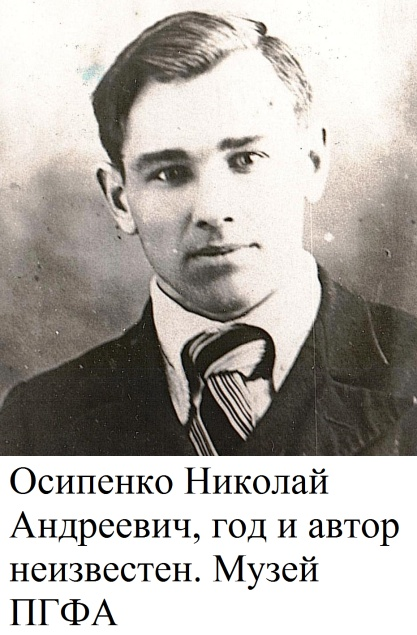 Осипенко Николай
Андреевич, год и автор
неизвестен. Музей
ПГФА